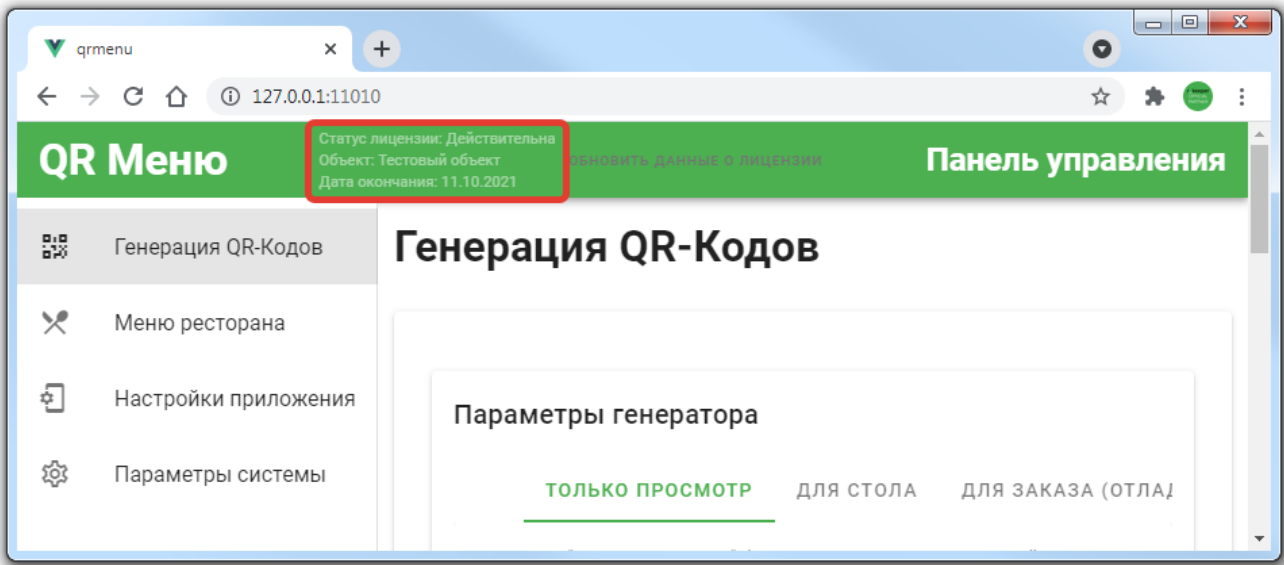 qrmenu
127.0.0.1:11010
QR Меню
Статус лицензии: Действительна
Объект: Тестовый объект
Дата окончания: 11.10.2021
ОБНОВИТЬ ДАННЫЕ О ЛИЦЕНЗИИ
Панель управления
Генерация QR-Кодов
Меню ресторана
Настройки приложения
Параметры системы
Генерация QR-Кодов
Параметры генератора
ТОЛЬКО ПРОСМОТР
ДЛЯ СТОЛА
ДЛЯ ЗАКАЗА (ОТЛАД